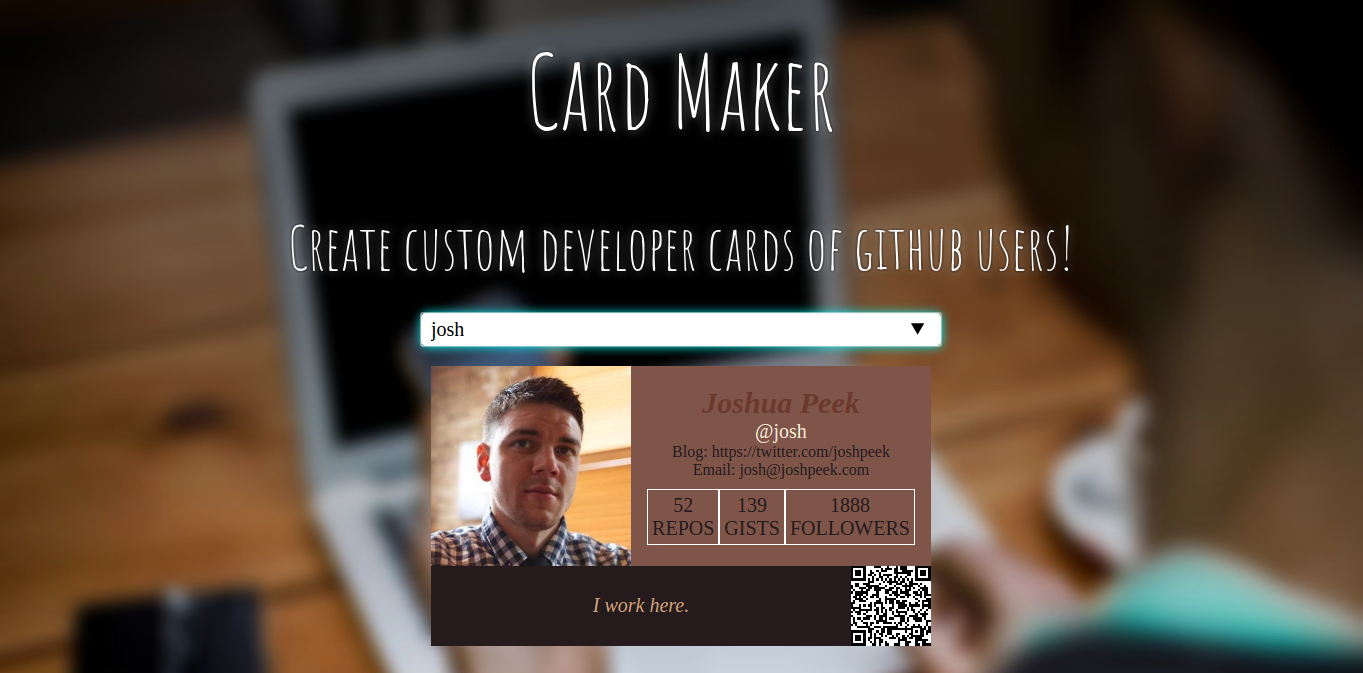 Card Maker
Create custom developer cards of github users!
josh
Joshua Peek
@josh
Blog: https://twitter.com/joshpeek
Email: josh@joshpeek.com
52 139 1888
REPOS GISTS FOLLOWERS
I work here.